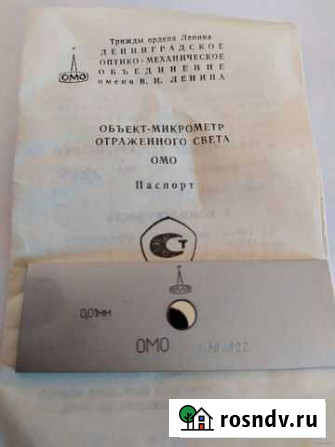 Трижды ордена Ленина
ЛЕНИНГРАДСКОЕ
ОПТИКО-МЕХАНИЧЕСКОЕ
ОБЪЕДИНЕНИЕ
имени В. И. ЛЕНИНА
ОМО
ОБЪЕКТ-МИКРОМЕТР
ОТРАЖЕННОГО СВЕТА
ОМО
Паспорт
Т
0,01мм
ОМО
rosndv.ru